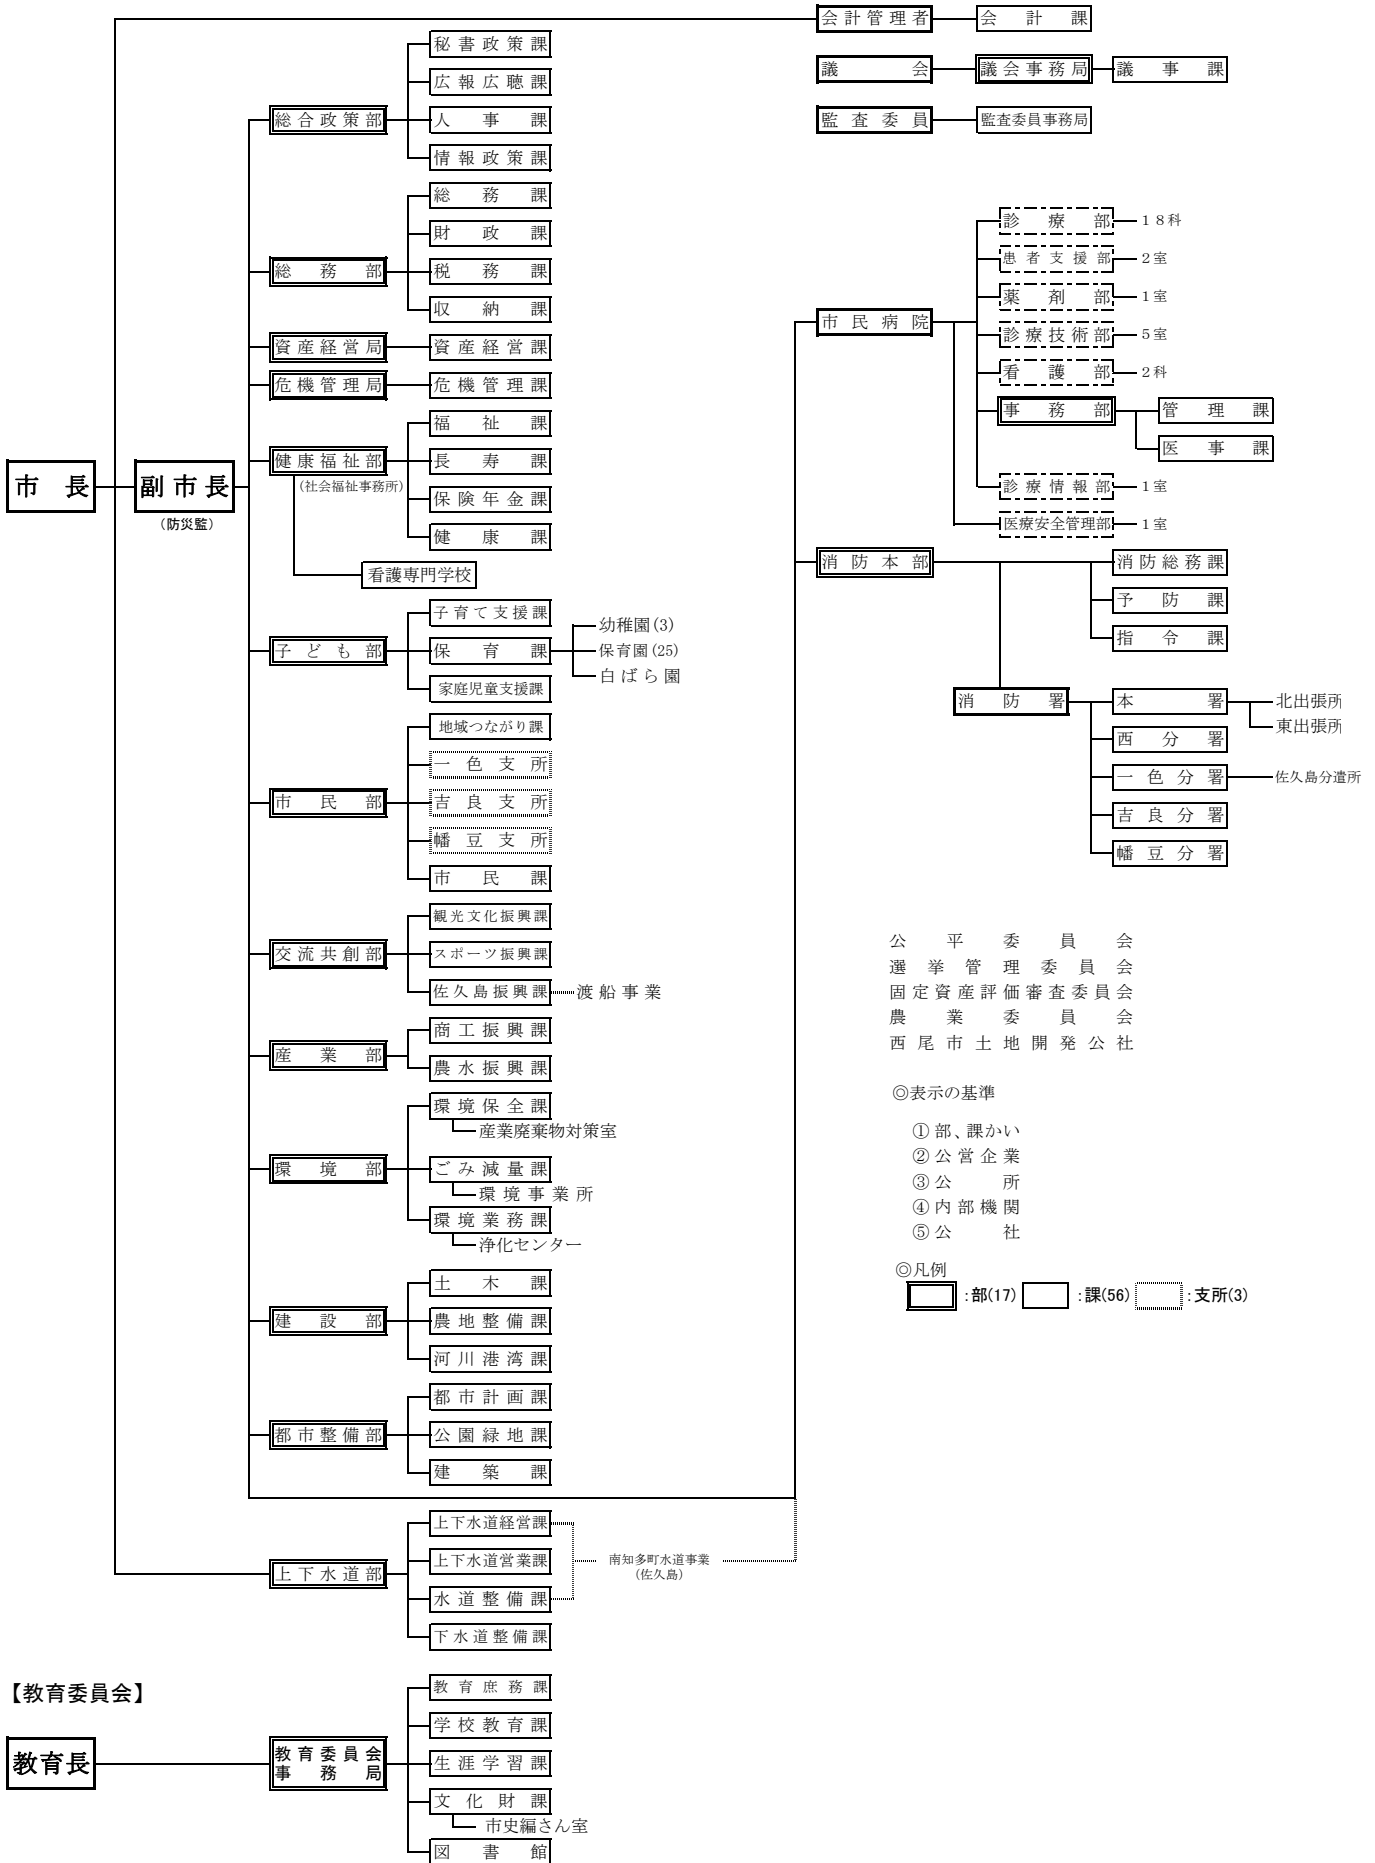 会計管理者
会計課
議会
議会事務局
議事課
監査委員
監査委員事務局
市長
副市長
(防災監)
総合政策部
秘書政策課
広報広聴課
人事課
情報政策課
総務部
総務課
財政課
税務課
収納課
資産経営局
資産経営課
危機管理局
危機管理課
健康福祉部
(社会福祉事務所)
福祉課
長寿課
保険年金課
健康課
看護専門学校
子ども部
子育て支援課
保育課
幼稚園(3)
保育園(25)
白ばら園
家庭児童支援課
市民部
地域つながり課
一色支所
吉良支所
幡豆支所
市民課
交流共創部
観光文化振興課
スポーツ振興課
佐久島振興課
渡船事業
産業部
商工振興課
農水振興課
環境部
環境保全課
産業廃棄物対策室
ごみ減量課
環境事業所
環境業務課
浄化センター
建設部
土木課
農地整備課
河川港湾課
都市整備部
都市計画課
公園緑地課
建築課
上下水道部
上下水道経営課
上下水道営業課
水道整備課
下水道整備課
南知多町水道事業
(佐久島)
市民病院
診療部
18科
患者支援部
2室
薬剤部
1室
診療技術部
5室
看護部
2科
事務部
管理課
医事課
診療情報部
1室
医療安全管理部
1室
消防本部
消防総務課
予防課
指令課
消防署
本署
北出張所
東出張所
西分署
一色分署
佐久島分遣所
吉良分署
幡豆分署
公平委員会
選挙管理委員会
固定資産評価審査委員会
農業委員会
西尾市土地開発公社
◎表示の基準
①部、課かい
②公営企業
③公所
④内部機関
⑤公社
◎凡例
:部(17) :課(56) :支所(3)
【教育委員会】
教育長
教育委員会
事務局
教育庶務課
学校教育課
生涯学習課
文化財課
市史編さん室
図書館